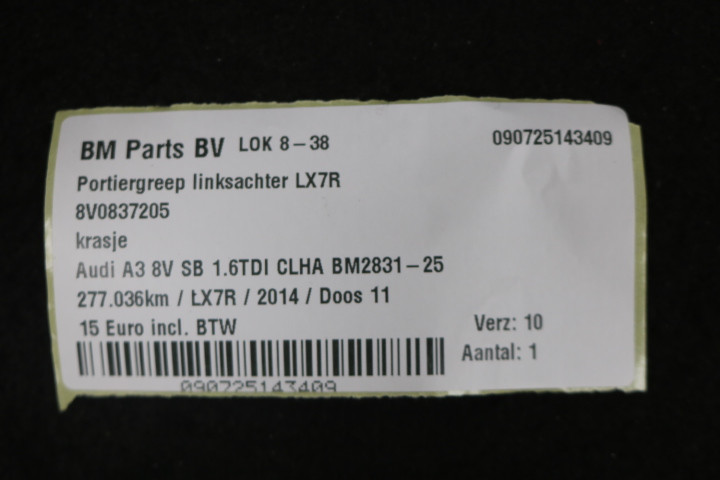 BM Parts BV LOK 8-38 090725143409
Portiergreep linksachter LX7R
8V0837205
krasje
Audi A3 8V SB 1.6TDI CLHA BM2831-25
277.036km / LX7R / 2014 / Doos 11
15 Euro incl. BTW Verz: 10
Aantal: 1
090725143409